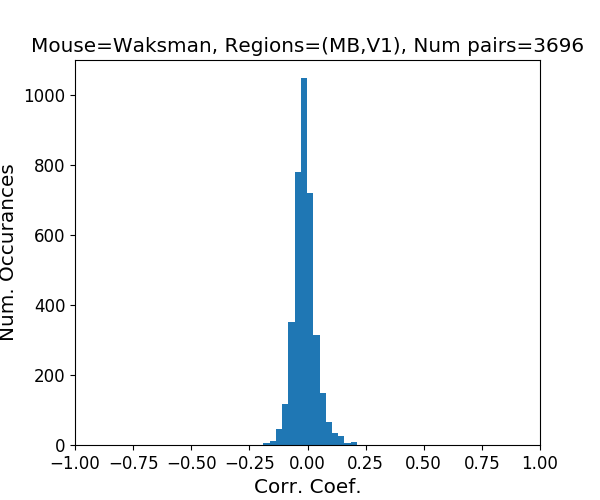 Mouse=Waksman, Regions=(MB,V1), Num pairs=3696
Num. Occurances
1000
800
600
400
200
0
−1.00 −0.75 −0.50 −0.25 0.00 0.25 0.50 0.75 1.00
Corr. Coef.